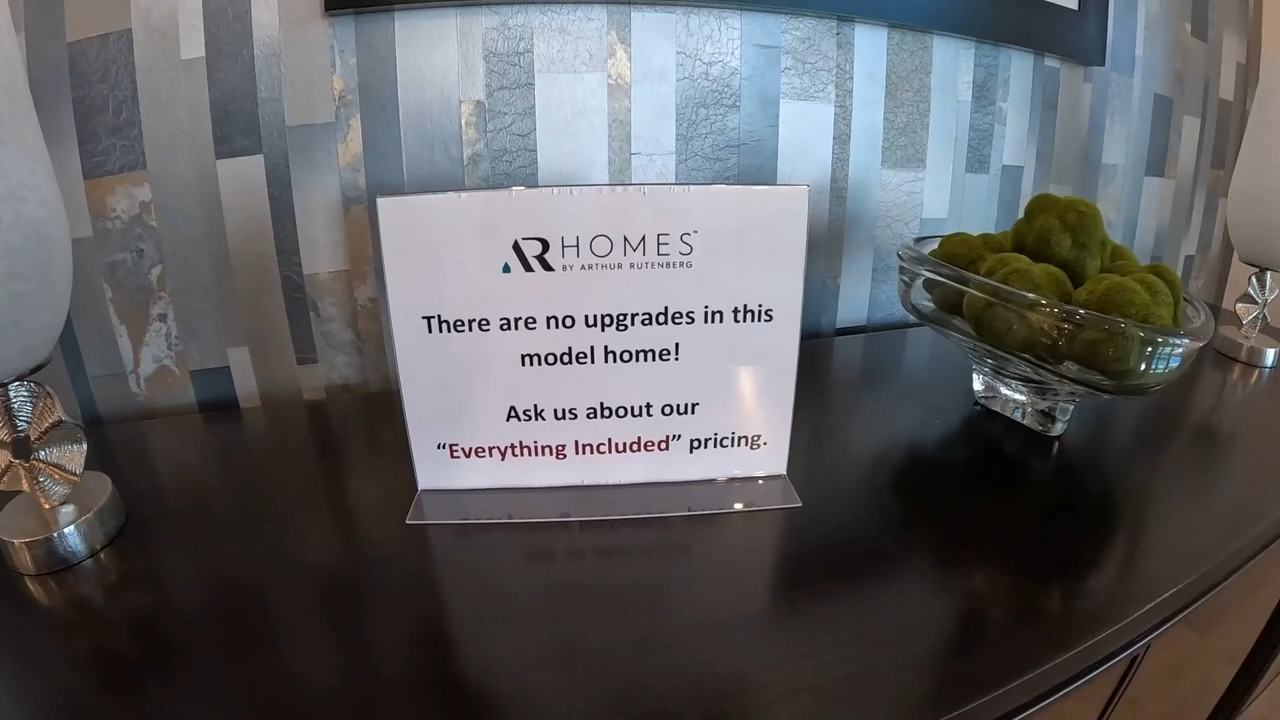 AR HOMES™
BY ARTHUR RUTENBERG
There are no upgrades in this
model home!
Ask us about our
“Everything Included” pricing.